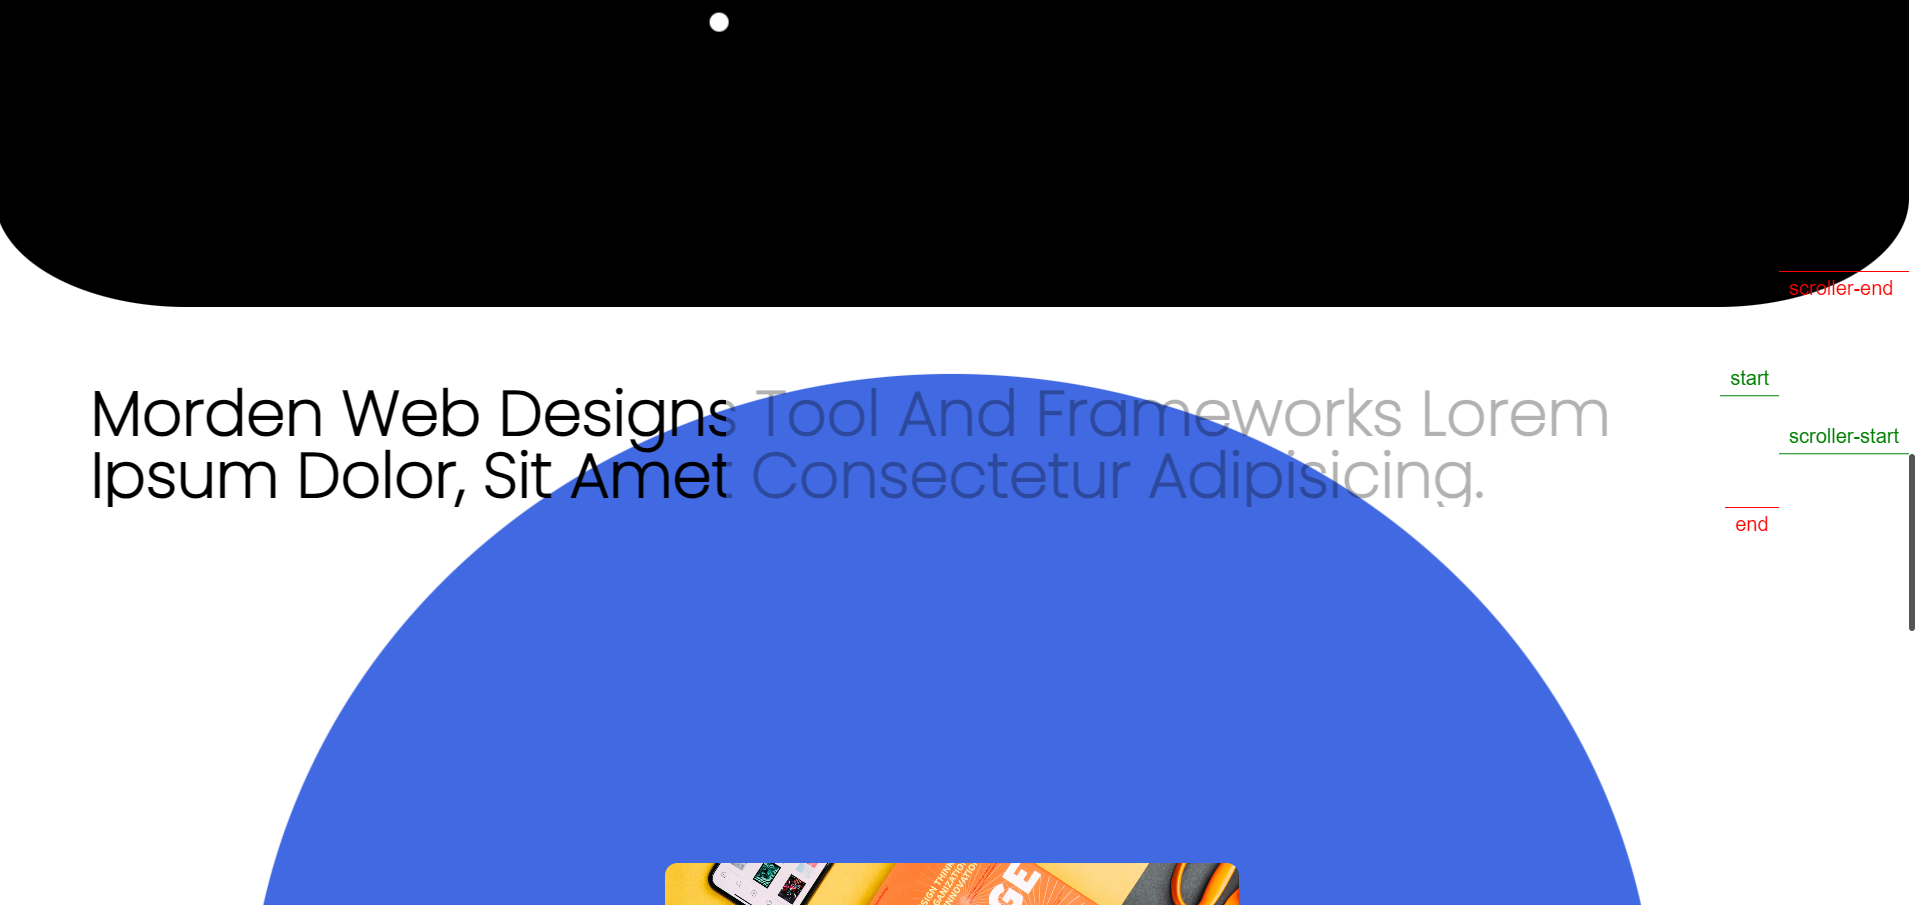 scroller-end
start
Morden Web Designs Tool And Frameworks Lorem
scroller-start
Ipsum Dolor, Sit Amet Consectetur Adipisicing.
end
GE